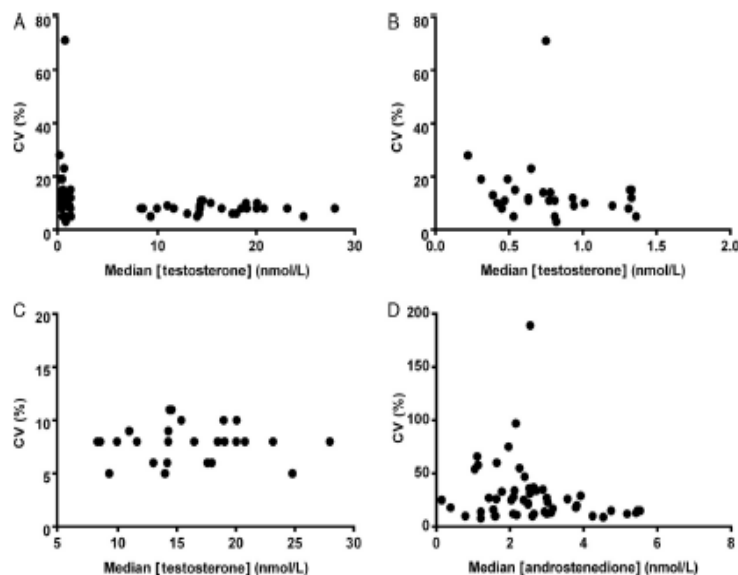 A
80
60
40
20
0
CV (%)
0 10 20 30
Median [testosterone] (nmol/L)
B
80
60
40
20
0
CV (%)
0.0 0.5 1.0 1.5 2.0
Median [testosterone] (nmol/L)
C
20
15
10
5
0
CV (%)
5 10 15 20 25 30
Median [testosterone] (nmol/L)
D
200
150
100
50
0
CV (%)
0 2 4 6 8
Median [androstenedione] (nmol/L)